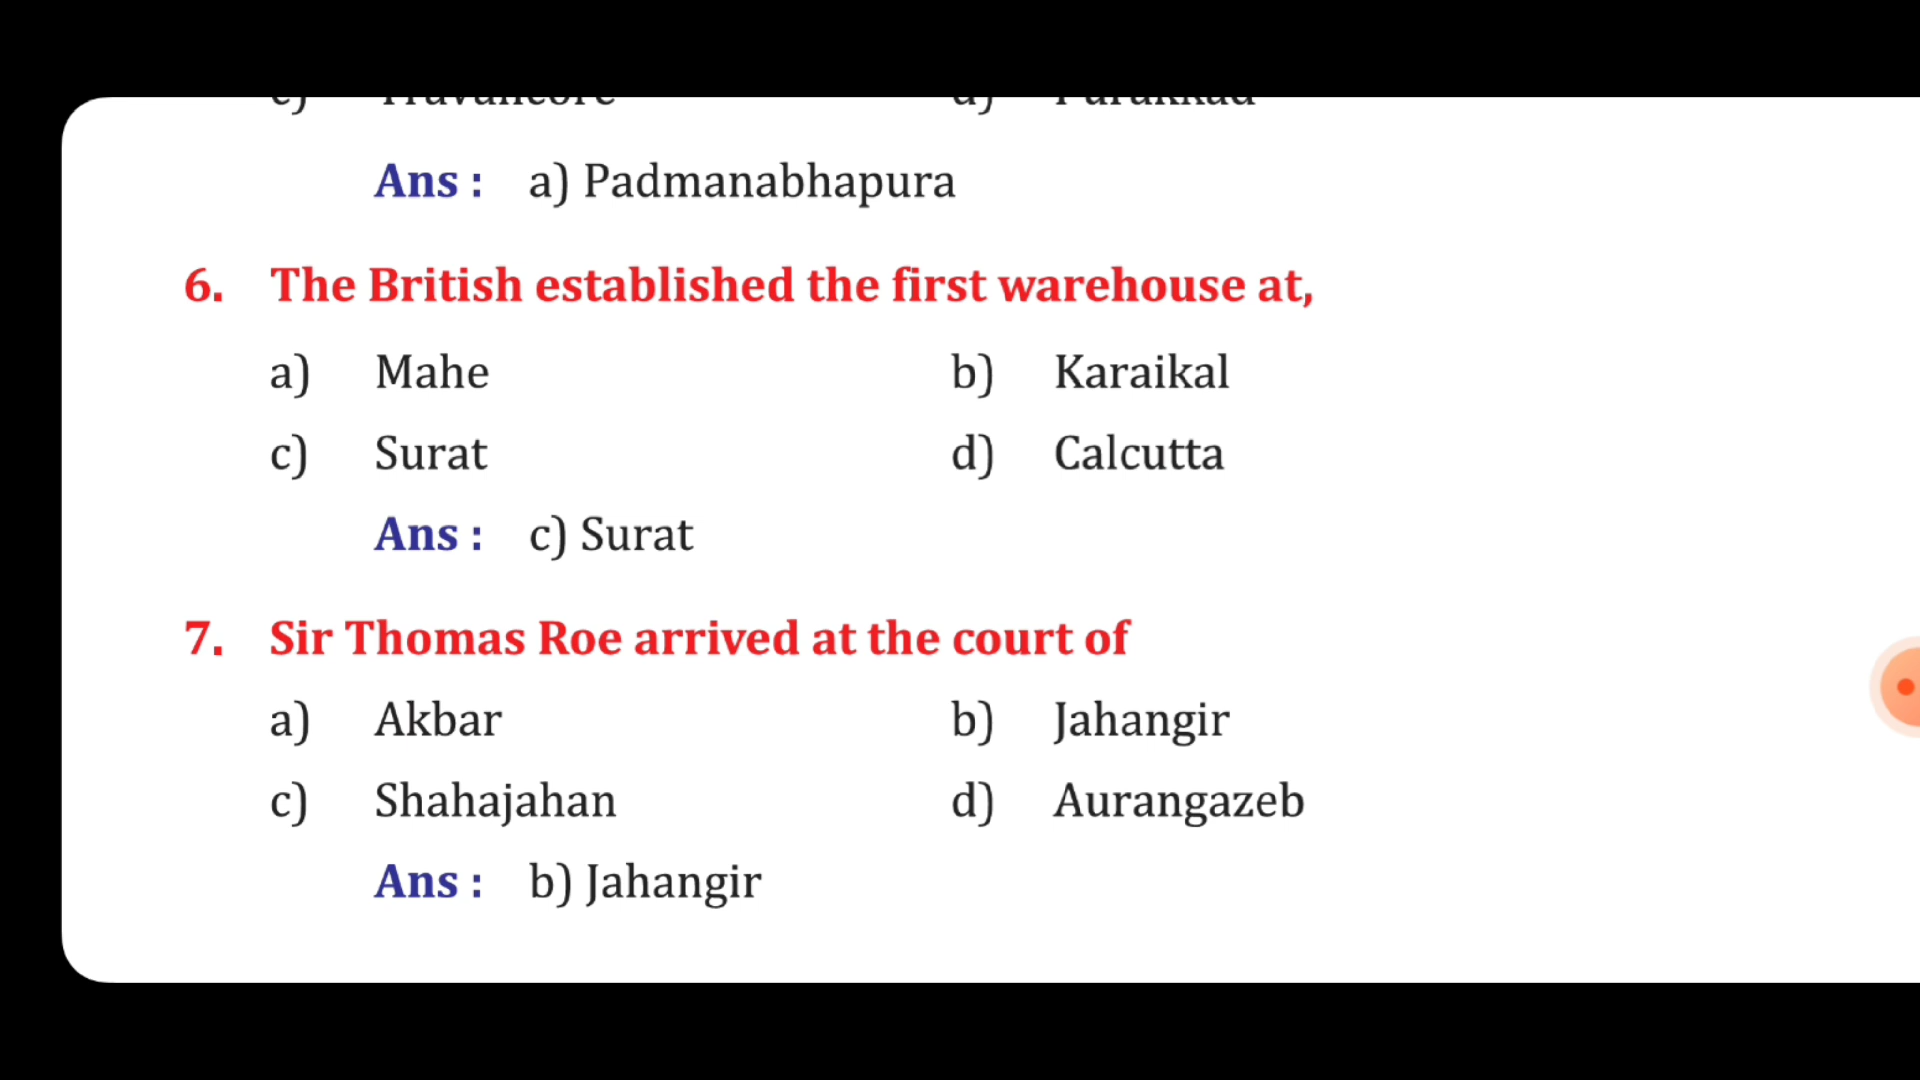 Ans : a) Padmanabhapura
6. The British established the first warehouse at,
a) Mahe b) Karaikal
c) Surat d) Calcutta
Ans : c) Surat
7. Sir Thomas Roe arrived at the court of
a) Akbar b) Jahangir
c) Shahajahan d) Aurangazeb
Ans : b) Jahangir